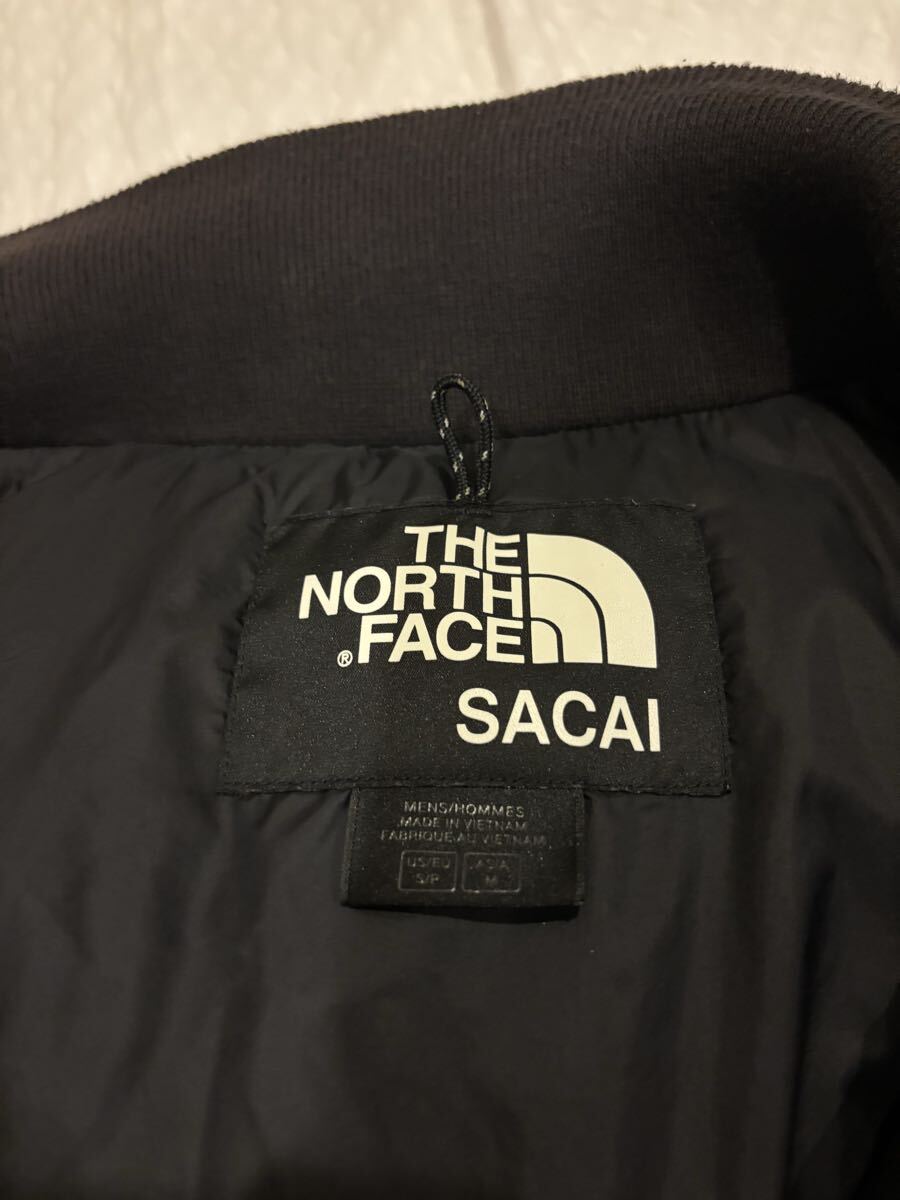 THE
NORTH
FACE
®
SACAI
MENS/HOMMES
MADE IN VIETNAM
FABRIQUE AU VIETNAM
US/EU ASIA
S/P M